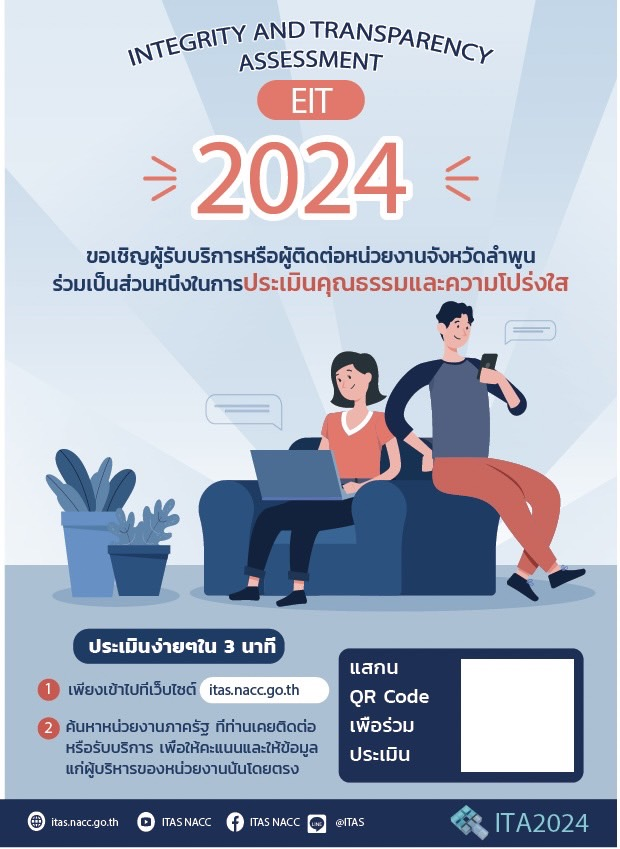 INTEGRITY AND TRANSPARENCY
ASSESSMENT
EIT
2024
ขอเชิญผู้รับบริการหรือผู้ติดต่อหน่วยงานจังหวัดลำพูน
ร่วมเป็นส่วนหนึ่งในการประเมินคุณธรรมและความโปร่งใส
ประเมินง่ายๆใน 3 นาที
1 เพียงเข้าไปที่เว็บไซต์ itas.nacc.go.th
2 ค้นหาหน่วยงานภาครัฐ ที่ท่านเคยติดต่อ
หรือรับบริการ เพื่อให้คะแนนและให้ข้อมูล
แก่ผู้บริหารของหน่วยงานนั้นโดยตรง
แสกน
QR Code
เพื่อร่วม
ประเมิน
itas.nacc.go.th ITAS NACC ITAS NACC LINE @ITAS ITA2024